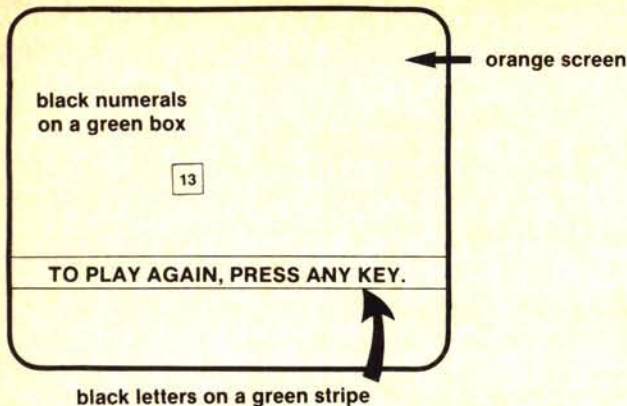 orange screen
black numerals
on a green box
13
TO PLAY AGAIN, PRESS ANY KEY.
black letters on a green stripe